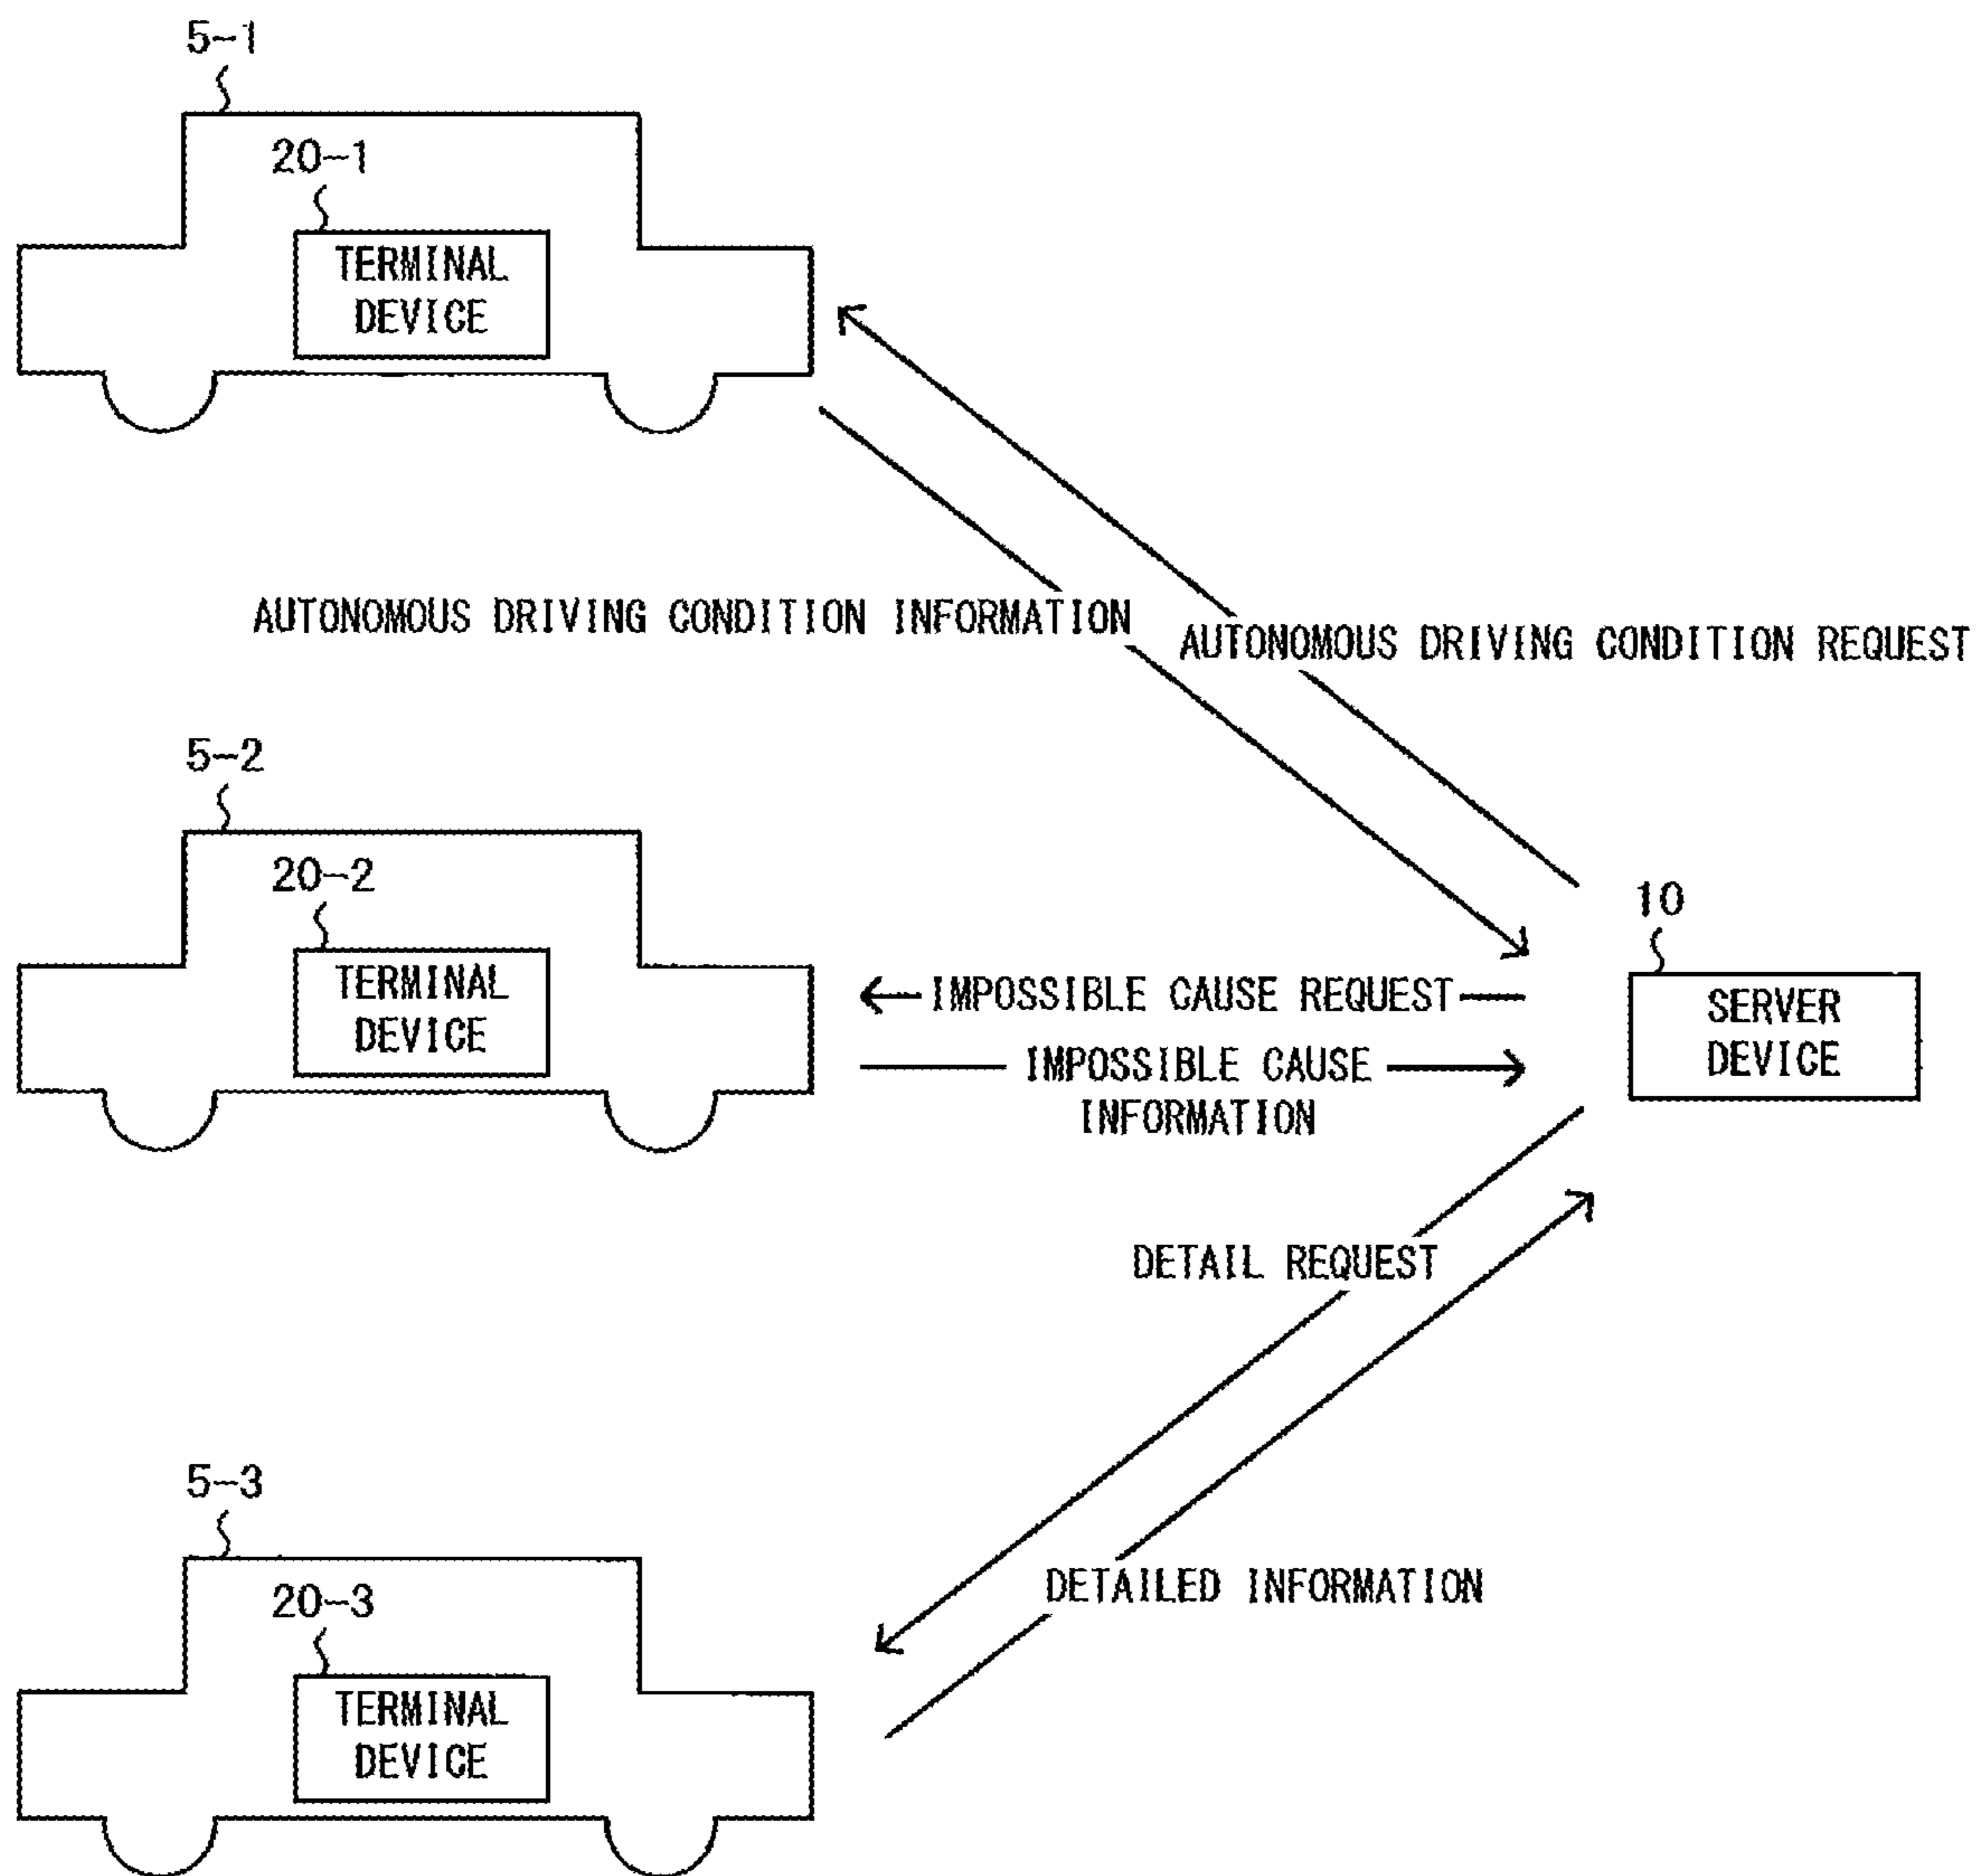 5-1
20-1
TERMINAL
DEVICE
AUTONOMOUS DRIVING CONDITION INFORMATION
AUTONOMOUS DRIVING CONDITION REQUEST
5-2
20-2
TERMINAL
DEVICE
10
SERVER
DEVICE
IMPOSSIBLE CAUSE REQUEST
IMPOSSIBLE CAUSE
INFORMATION
DETAIL REQUEST
5-3
20-3
TERMINAL
DEVICE
DETAILED INFORMATION